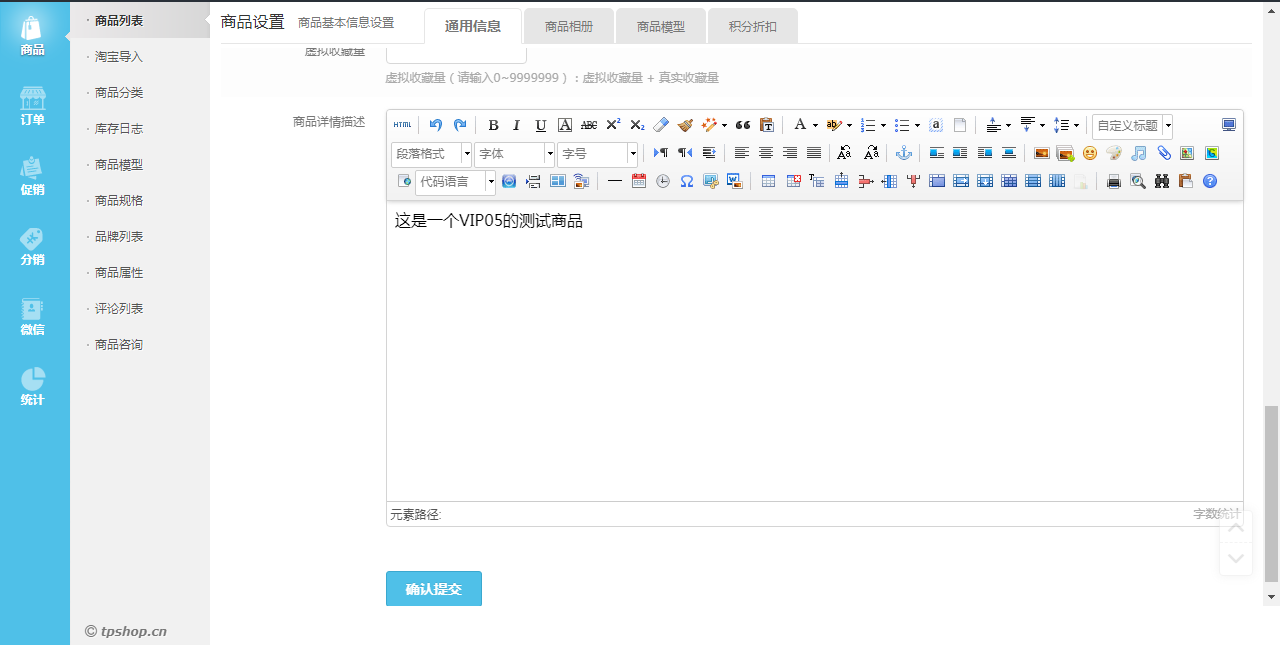 商品
订单
促销
分销
微信
统计
· 商品列表
· 淘宝导入
· 商品分类
· 库存日志
· 商品模型
· 商品规格
· 品牌列表
· 商品属性
· 评论列表
· 商品咨询
© tpshop.cn
商品设置 商品基本信息设置 通用信息 商品相册 商品模型 积分折扣
虚拟收藏量
虚拟收藏量（请输入0~9999999）：虚拟收藏量 + 真实收藏量
商品详情描述
HTML B I U A ABC X² X₂ A ab a 自定义标题
段落格式 字体 字号
代码语言
这是一个VIP05的测试商品
元素路径: 字数统计
确认提交